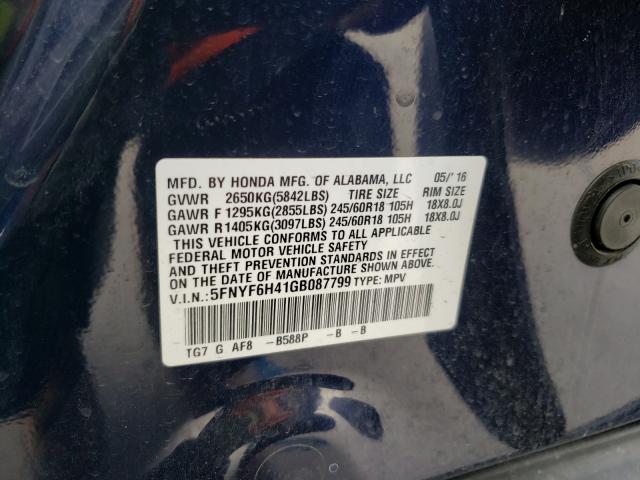 MFD. BY HONDA MFG. OF ALABAMA, LLC 05/'16
GVWR 2650KG(5842LBS) TIRE SIZE RIM SIZE
GAWR F 1295KG(2855LBS) 245/60R18 105H 18X8.0J
GAWR R1405KG(3097LBS) 245/60R18 105H 18X8.0J
THIS VEHICLE CONFORMS TO ALL APPLICABLE
FEDERAL MOTOR VEHICLE SAFETY
AND THEFT PREVENTION STANDARDS IN EFFECT
ON THE DATE OF MANUFACTURE SHOWN ABOVE.
V.I.N.:5FNYF6H41GB087799 TYPE: MPV
TG7 G AF8 -B588P -B -B